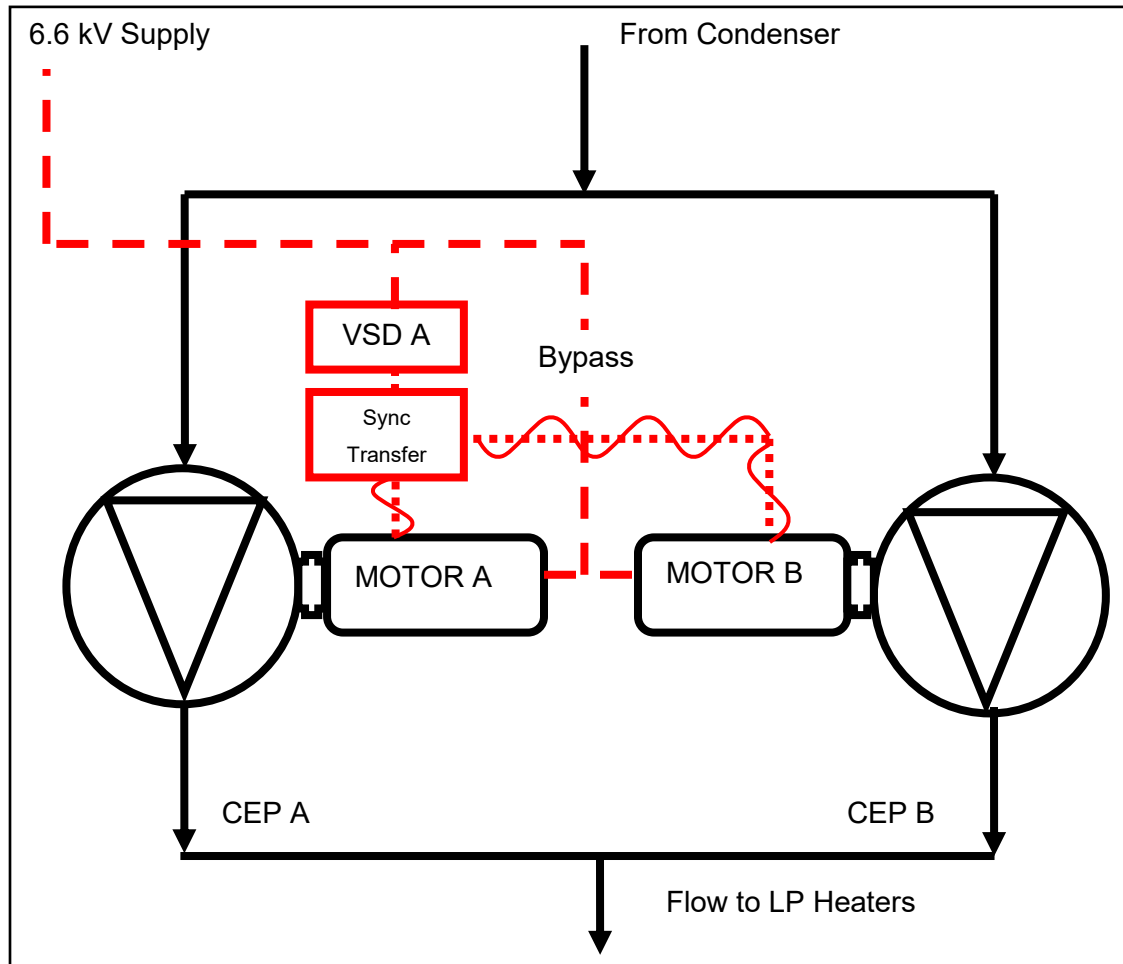 6.6 kV Supply
From Condenser
VSD A
Bypass
Sync
Transfer
MOTOR A
MOTOR B
CEP A
CEP B
Flow to LP Heaters